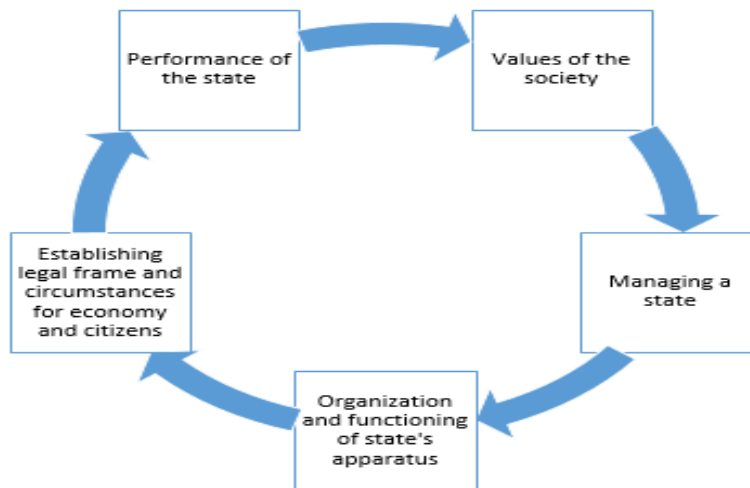 Performance of
the state
Values of the
society
Managing a
state
Organization
and functioning
of state's
apparatus
Establishing
legal frame and
circumstances
for economy
and citizens